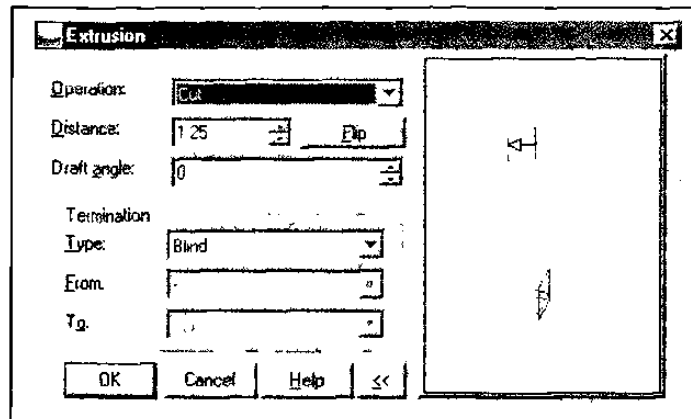 Extrusion
Operation: Cut
Distance: 1.25 Flip
Draft angle: 0
Termination
Type: Blind
From:
To:
OK Cancel Help <<